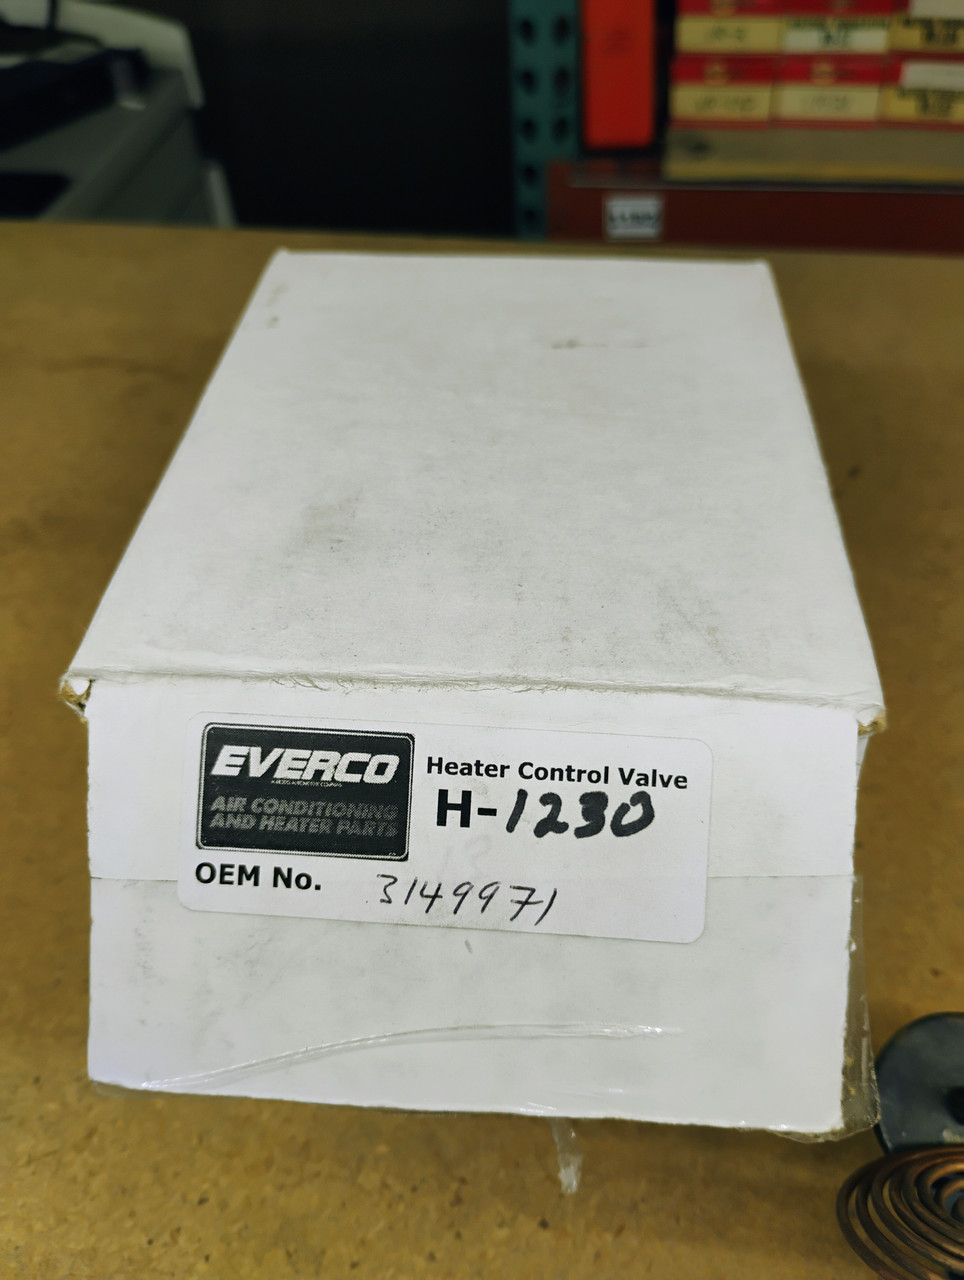 EVERCO
AIR CONDITIONING
AND HEATER PARTS
Heater Control Valve
H-1230
OEM No. 3149971